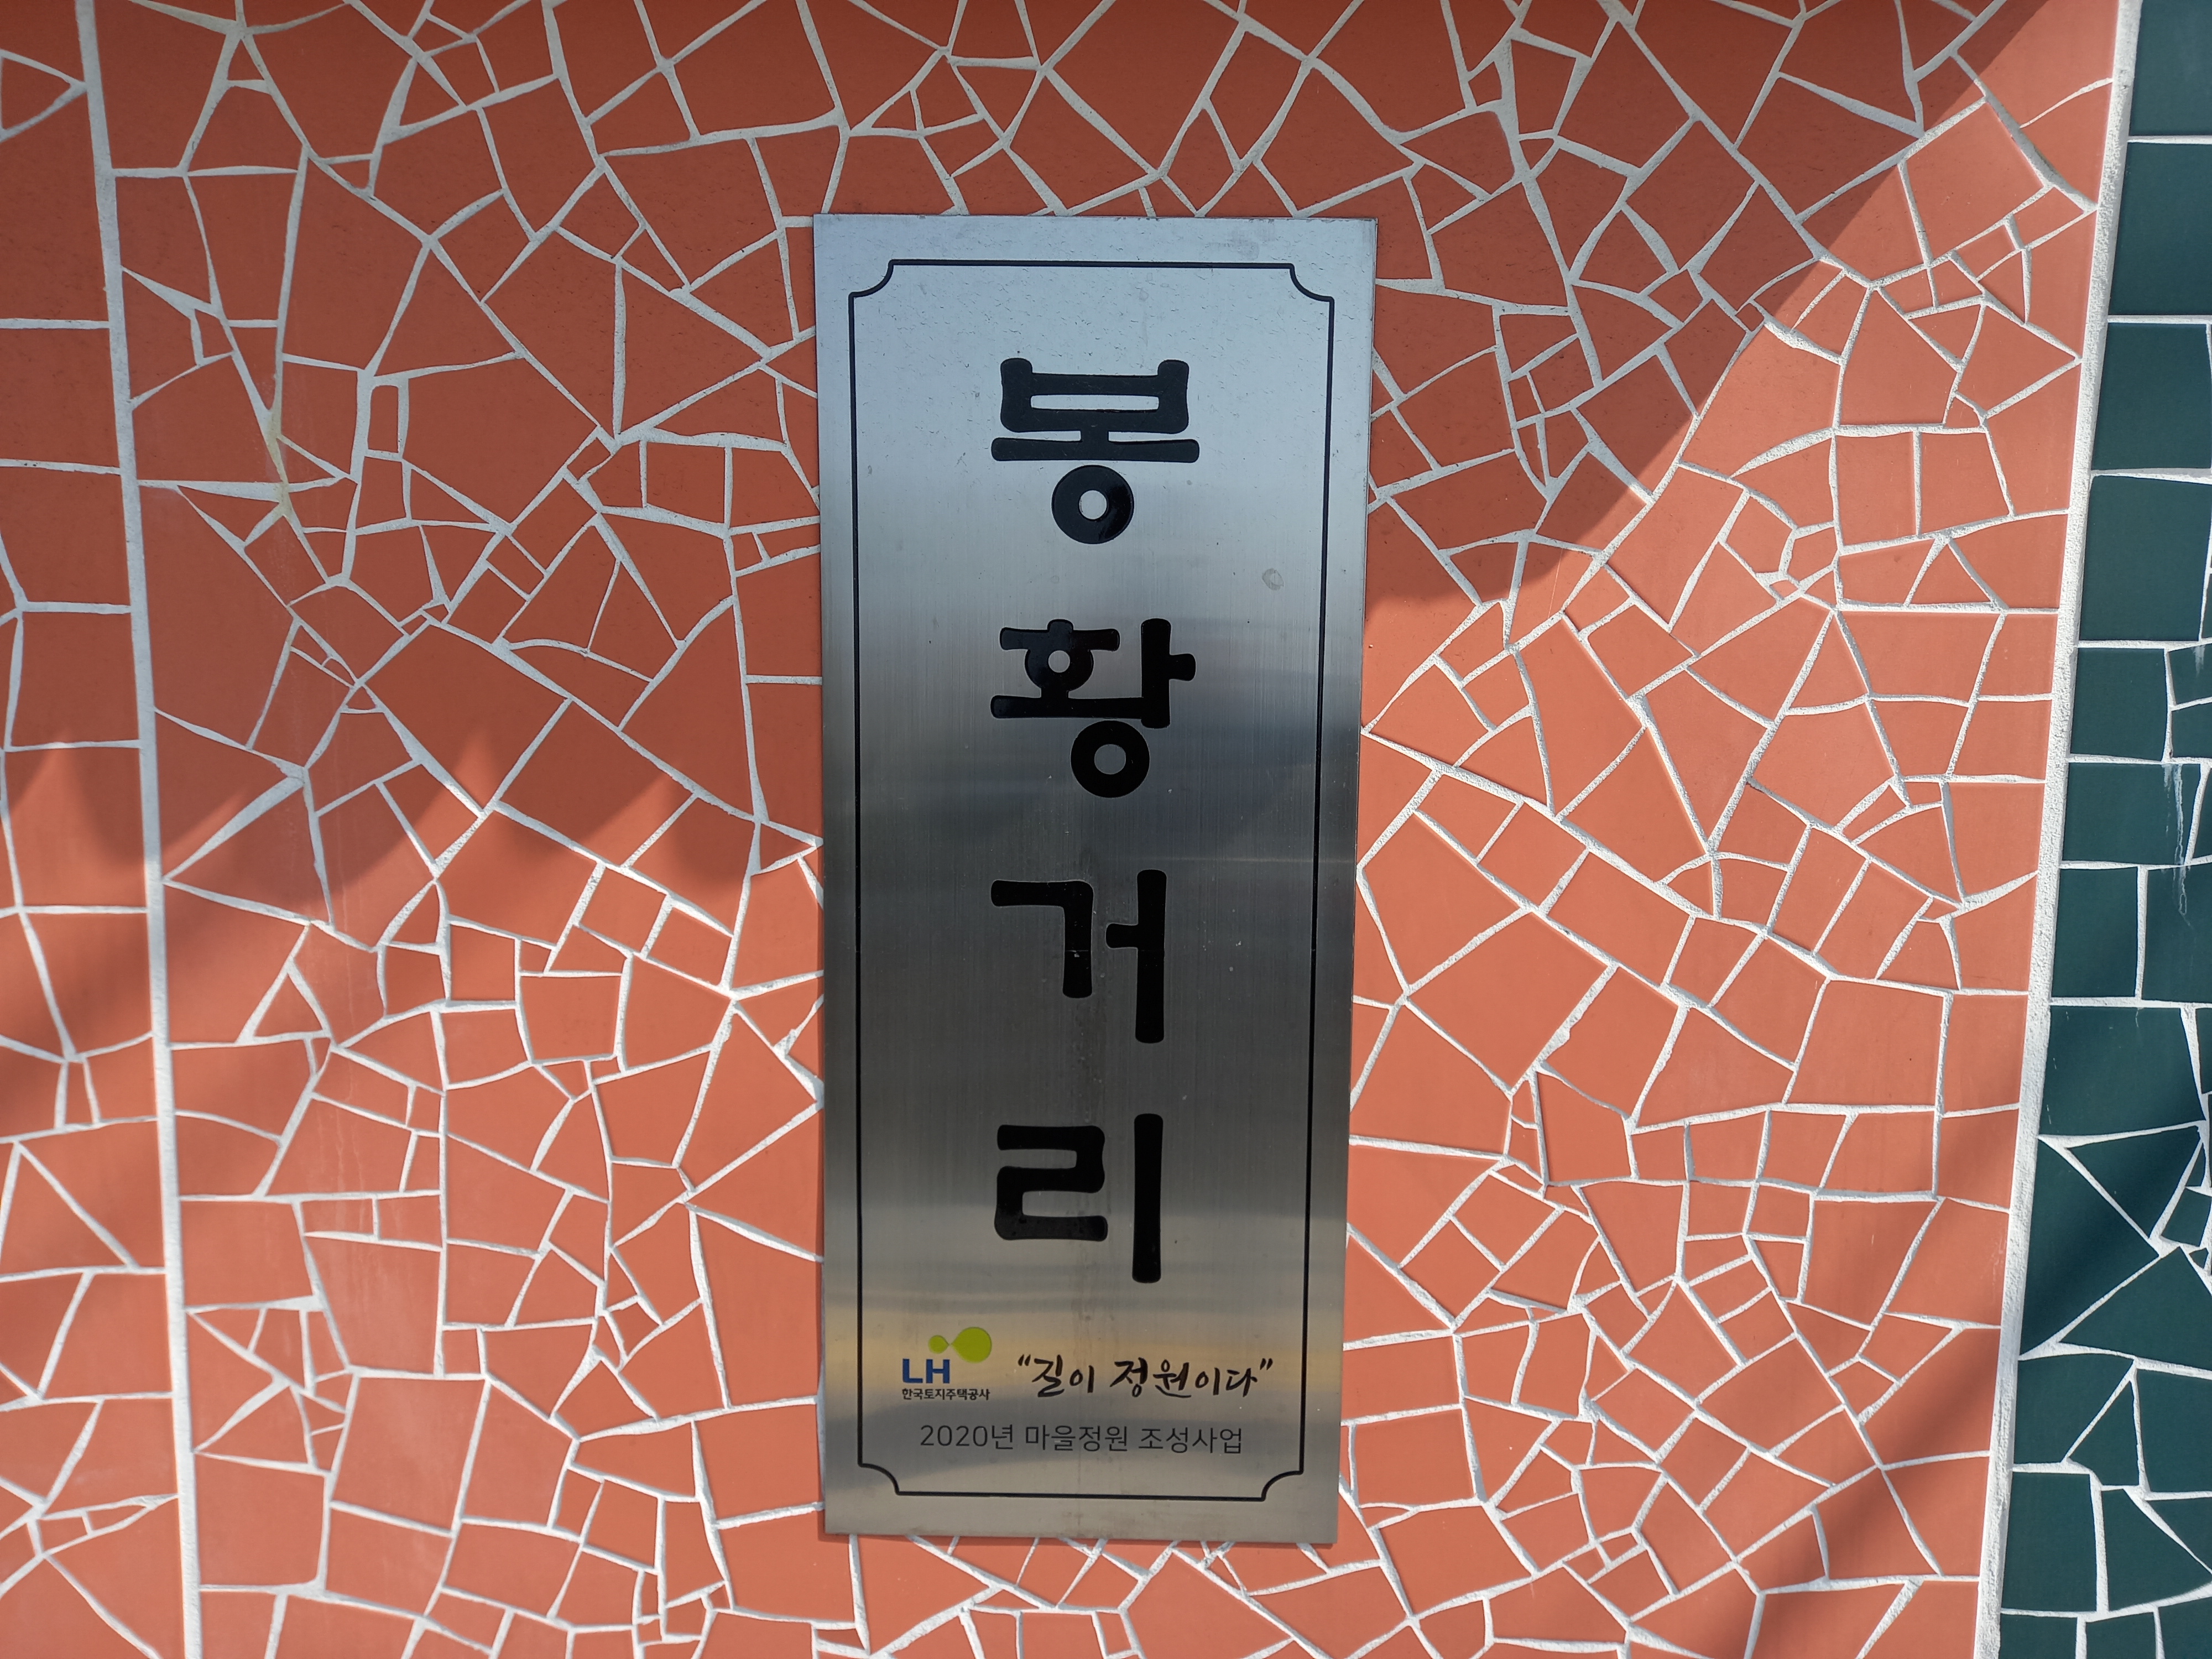 봉황거리
LH
한국토지주택공사
“길이 정원이다”
2020년 마을정원 조성사업